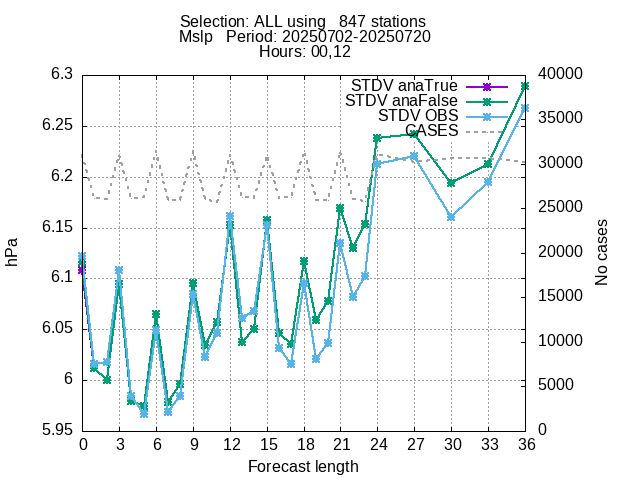 Selection: ALL using   847 stations
Mslp   Period: 20250702-20250720
Hours: 00,12
STDV anaTrue
STDV anaFalse
STDV OBS
CASES
hPa
6.3
6.25
6.2
6.15
6.1
6.05
6
5.95
No cases
40000
35000
30000
25000
20000
15000
10000
5000
0
0 3 6 9 12 15 18 21 24 27 30 33 36
Forecast length